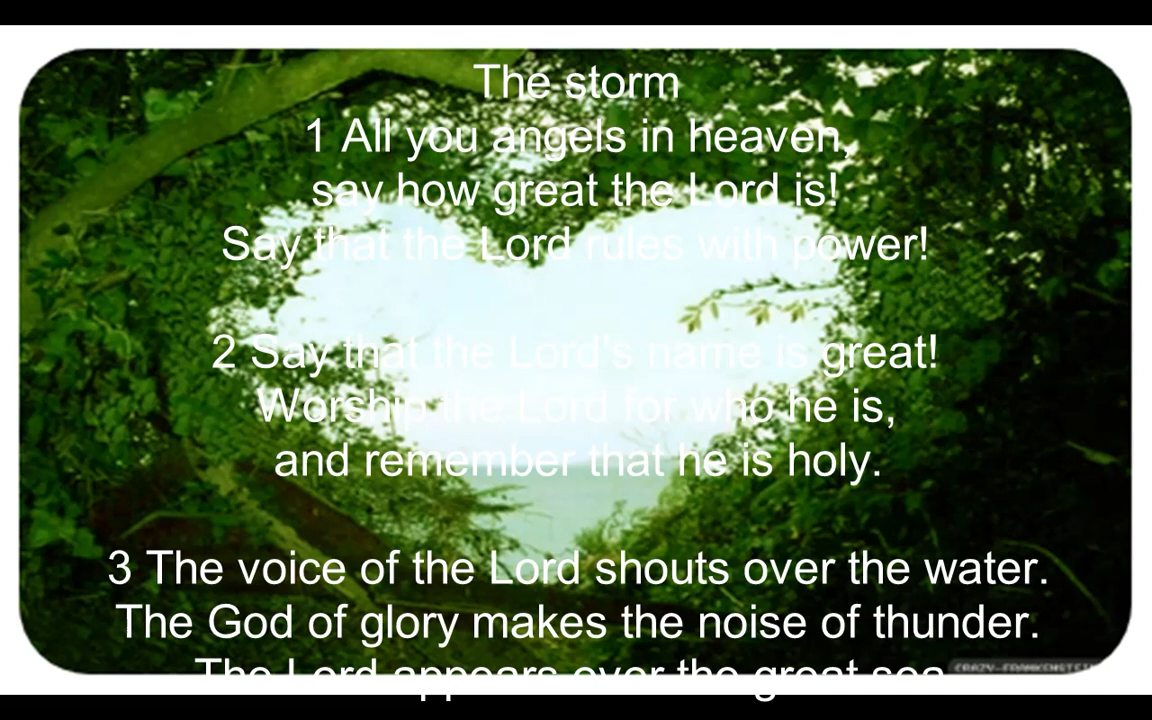 The storm
1 All you angels in heaven,
say how great the Lord is!
Say that the Lord rules with power!
2 Say that the Lord's name is great!
Worship the Lord for who he is,
and remember that he is holy.
3 The voice of the Lord shouts over the water.
The God of glory makes the noise of thunder.
The Lord appears over the great sea
CRAZY-FRANKENSTEIN